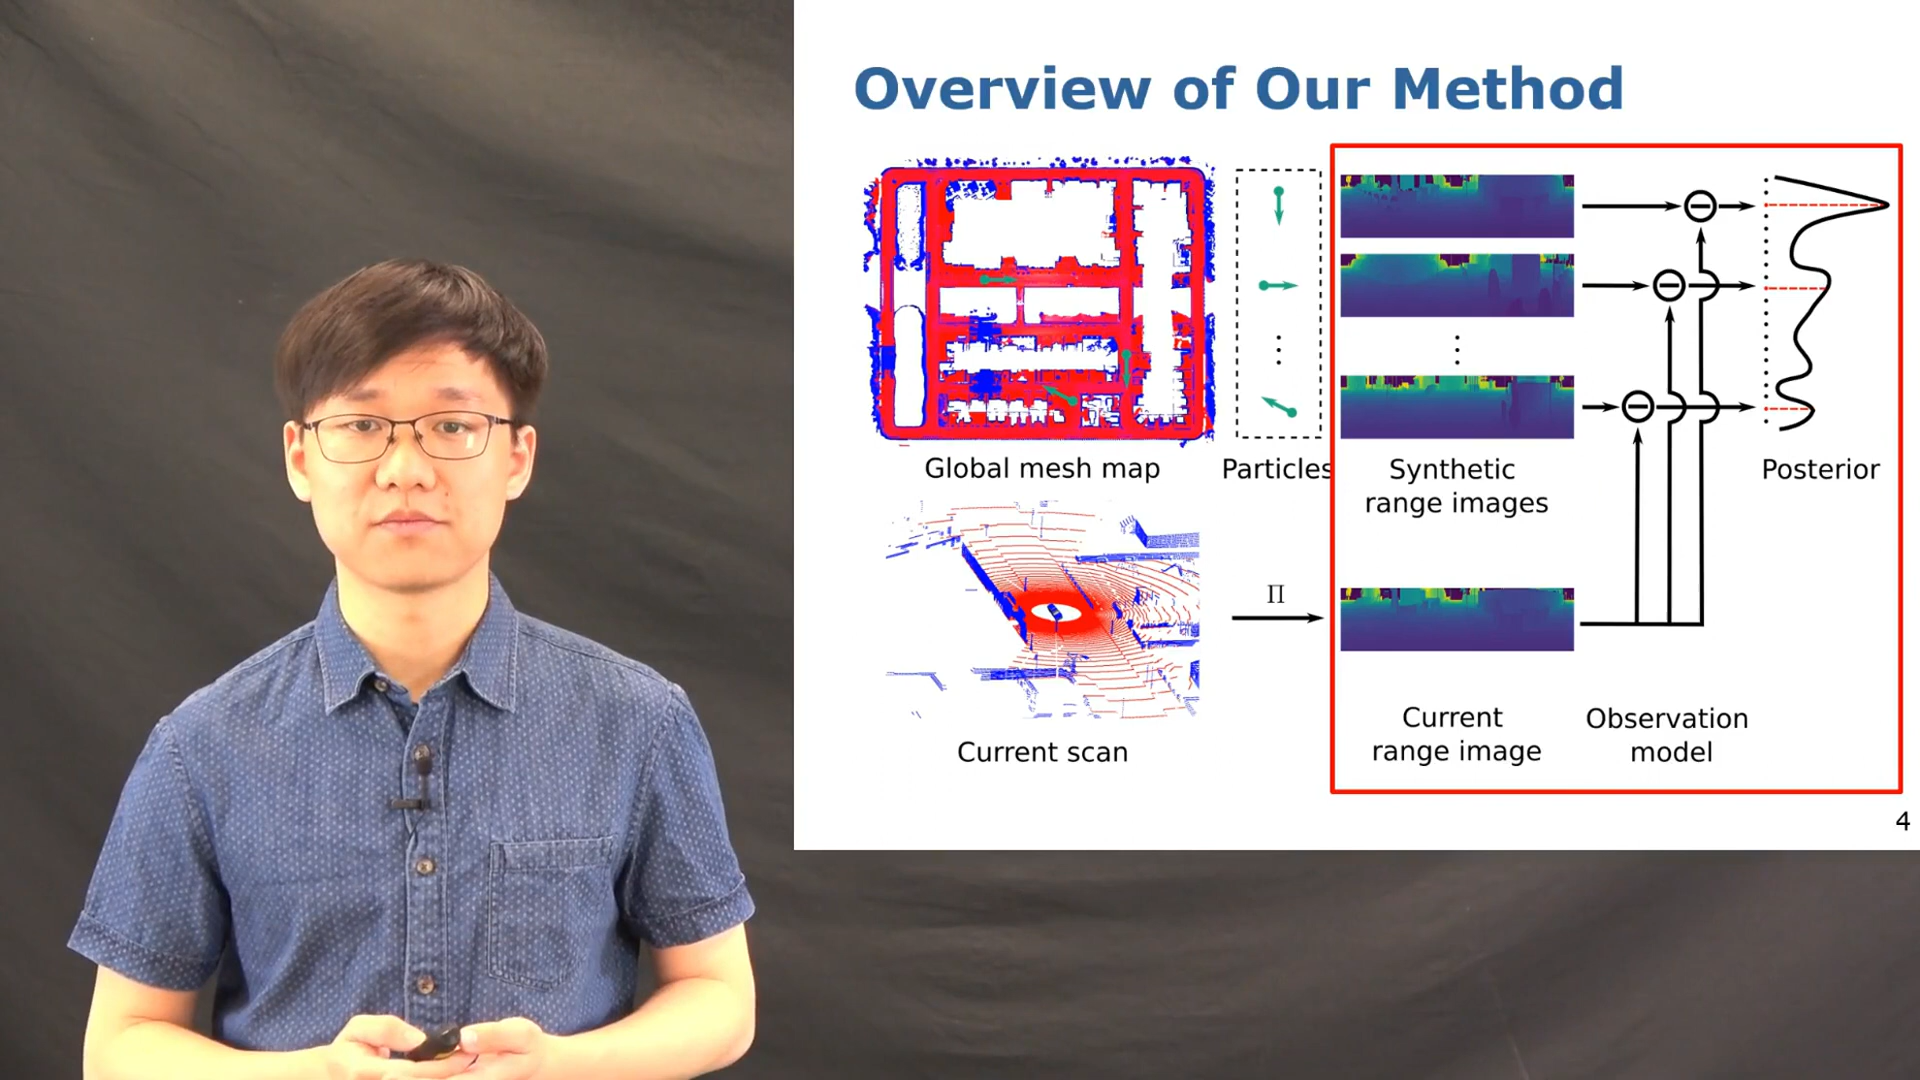 Overview of Our Method
Global mesh map
Particles
Synthetic
range images
Posterior
Π
Current scan
Current
range image
Observation
model
4